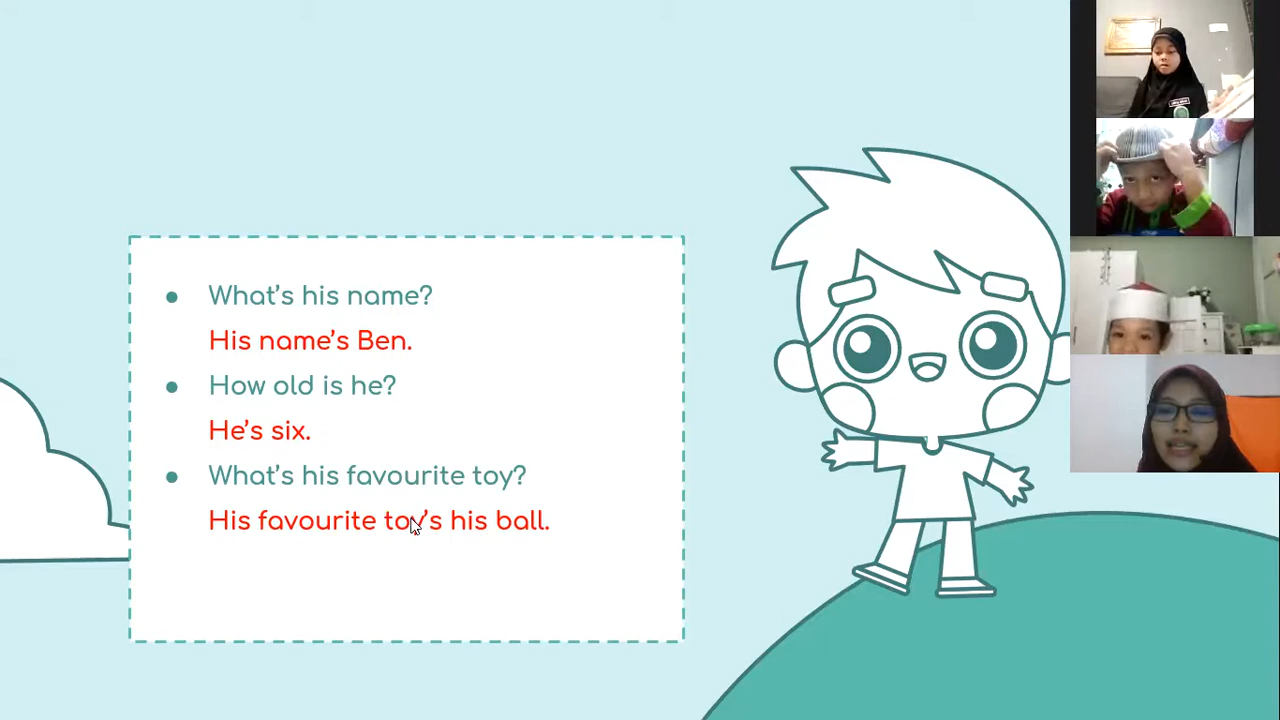 What's his name?
His name's Ben.
How old is he?
He's six.
What's his favourite toy?
His favourite toy's his ball.